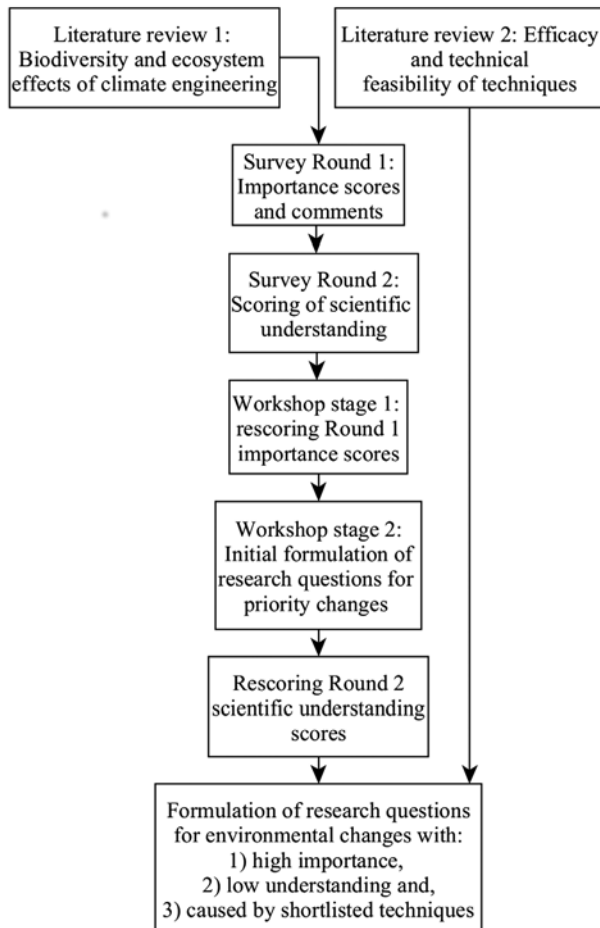 Literature review 1:
Biodiversity and ecosystem
effects of climate engineering
Literature review 2: Efficacy
and technical
feasibility of techniques
Survey Round 1:
Importance scores
and comments
Survey Round 2:
Scoring of scientific
understanding
Workshop stage 1:
rescoring Round 1
importance scores
Workshop stage 2:
Initial formulation of
research questions for
priority changes
Rescoring Round 2
scientific understanding
scores
Formulation of research questions
for environmental changes with:
1) high importance,
2) low understanding and,
3) caused by shortlisted techniques